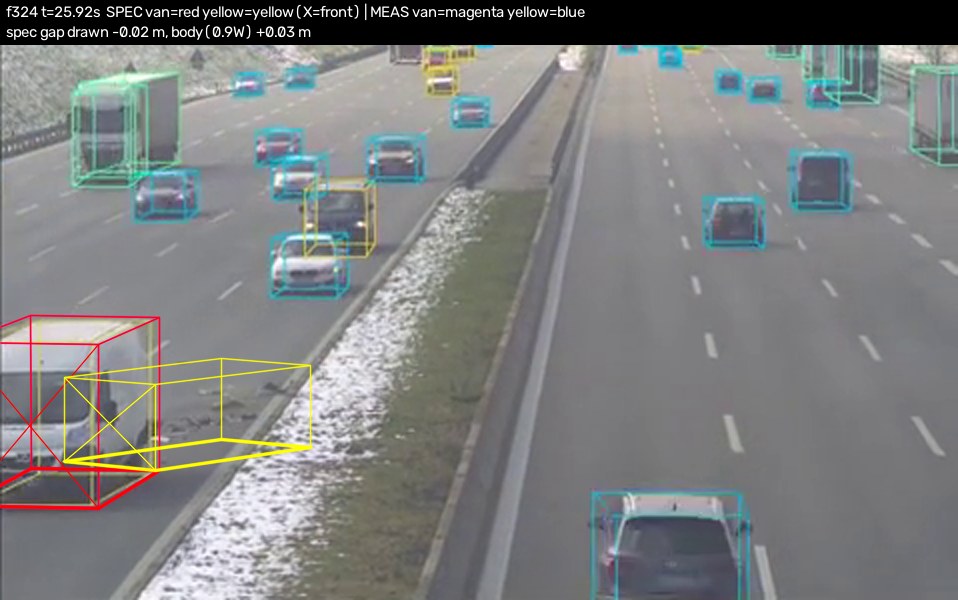 f324 t=25.92s SPEC van=red yellow=yellow (X=front) | MEAS van=magenta yellow=blue
spec gap drawn -0.02 m, body(0.9W) +0.03 m